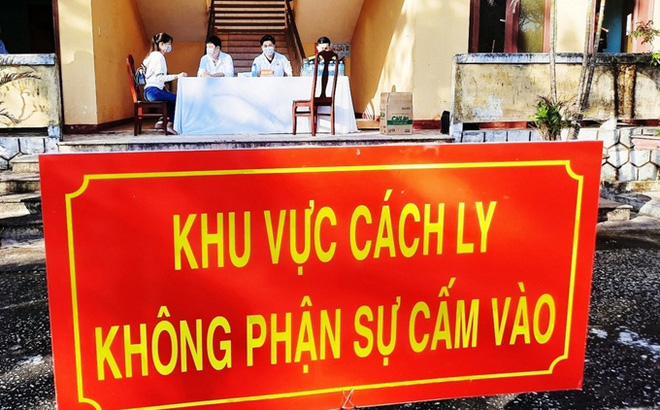 KHU VỰC CÁCH LY
KHÔNG PHẬN SỰ CẤM VÀO